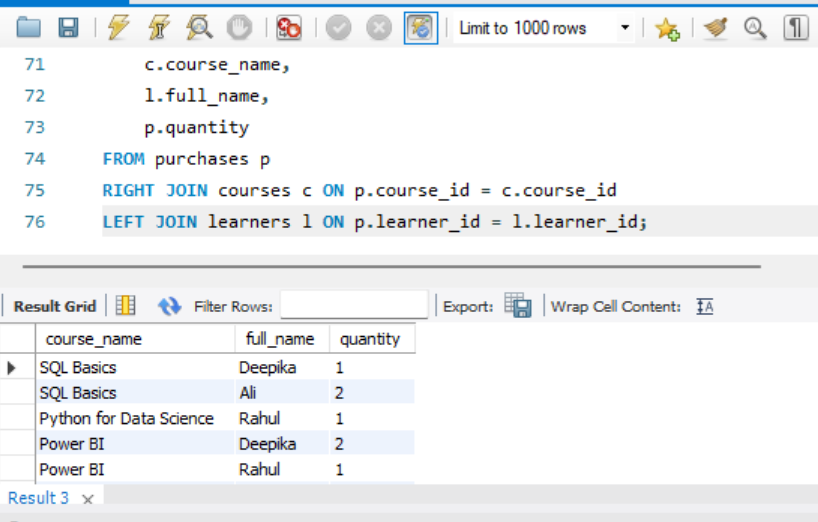 Limit to 1000 rows
71 c.course_name,
72 l.full_name,
73 p.quantity
74 FROM purchases p
75 RIGHT JOIN courses c ON p.course_id = c.course_id
76 LEFT JOIN learners l ON p.learner_id = l.learner_id;
Result Grid Filter Rows: Export: Wrap Cell Content: IA
course_name full_name quantity
SQL Basics Deepika 1
SQL Basics Ali 2
Python for Data Science Rahul 1
Power BI Deepika 2
Power BI Rahul 1
Result 3 ×